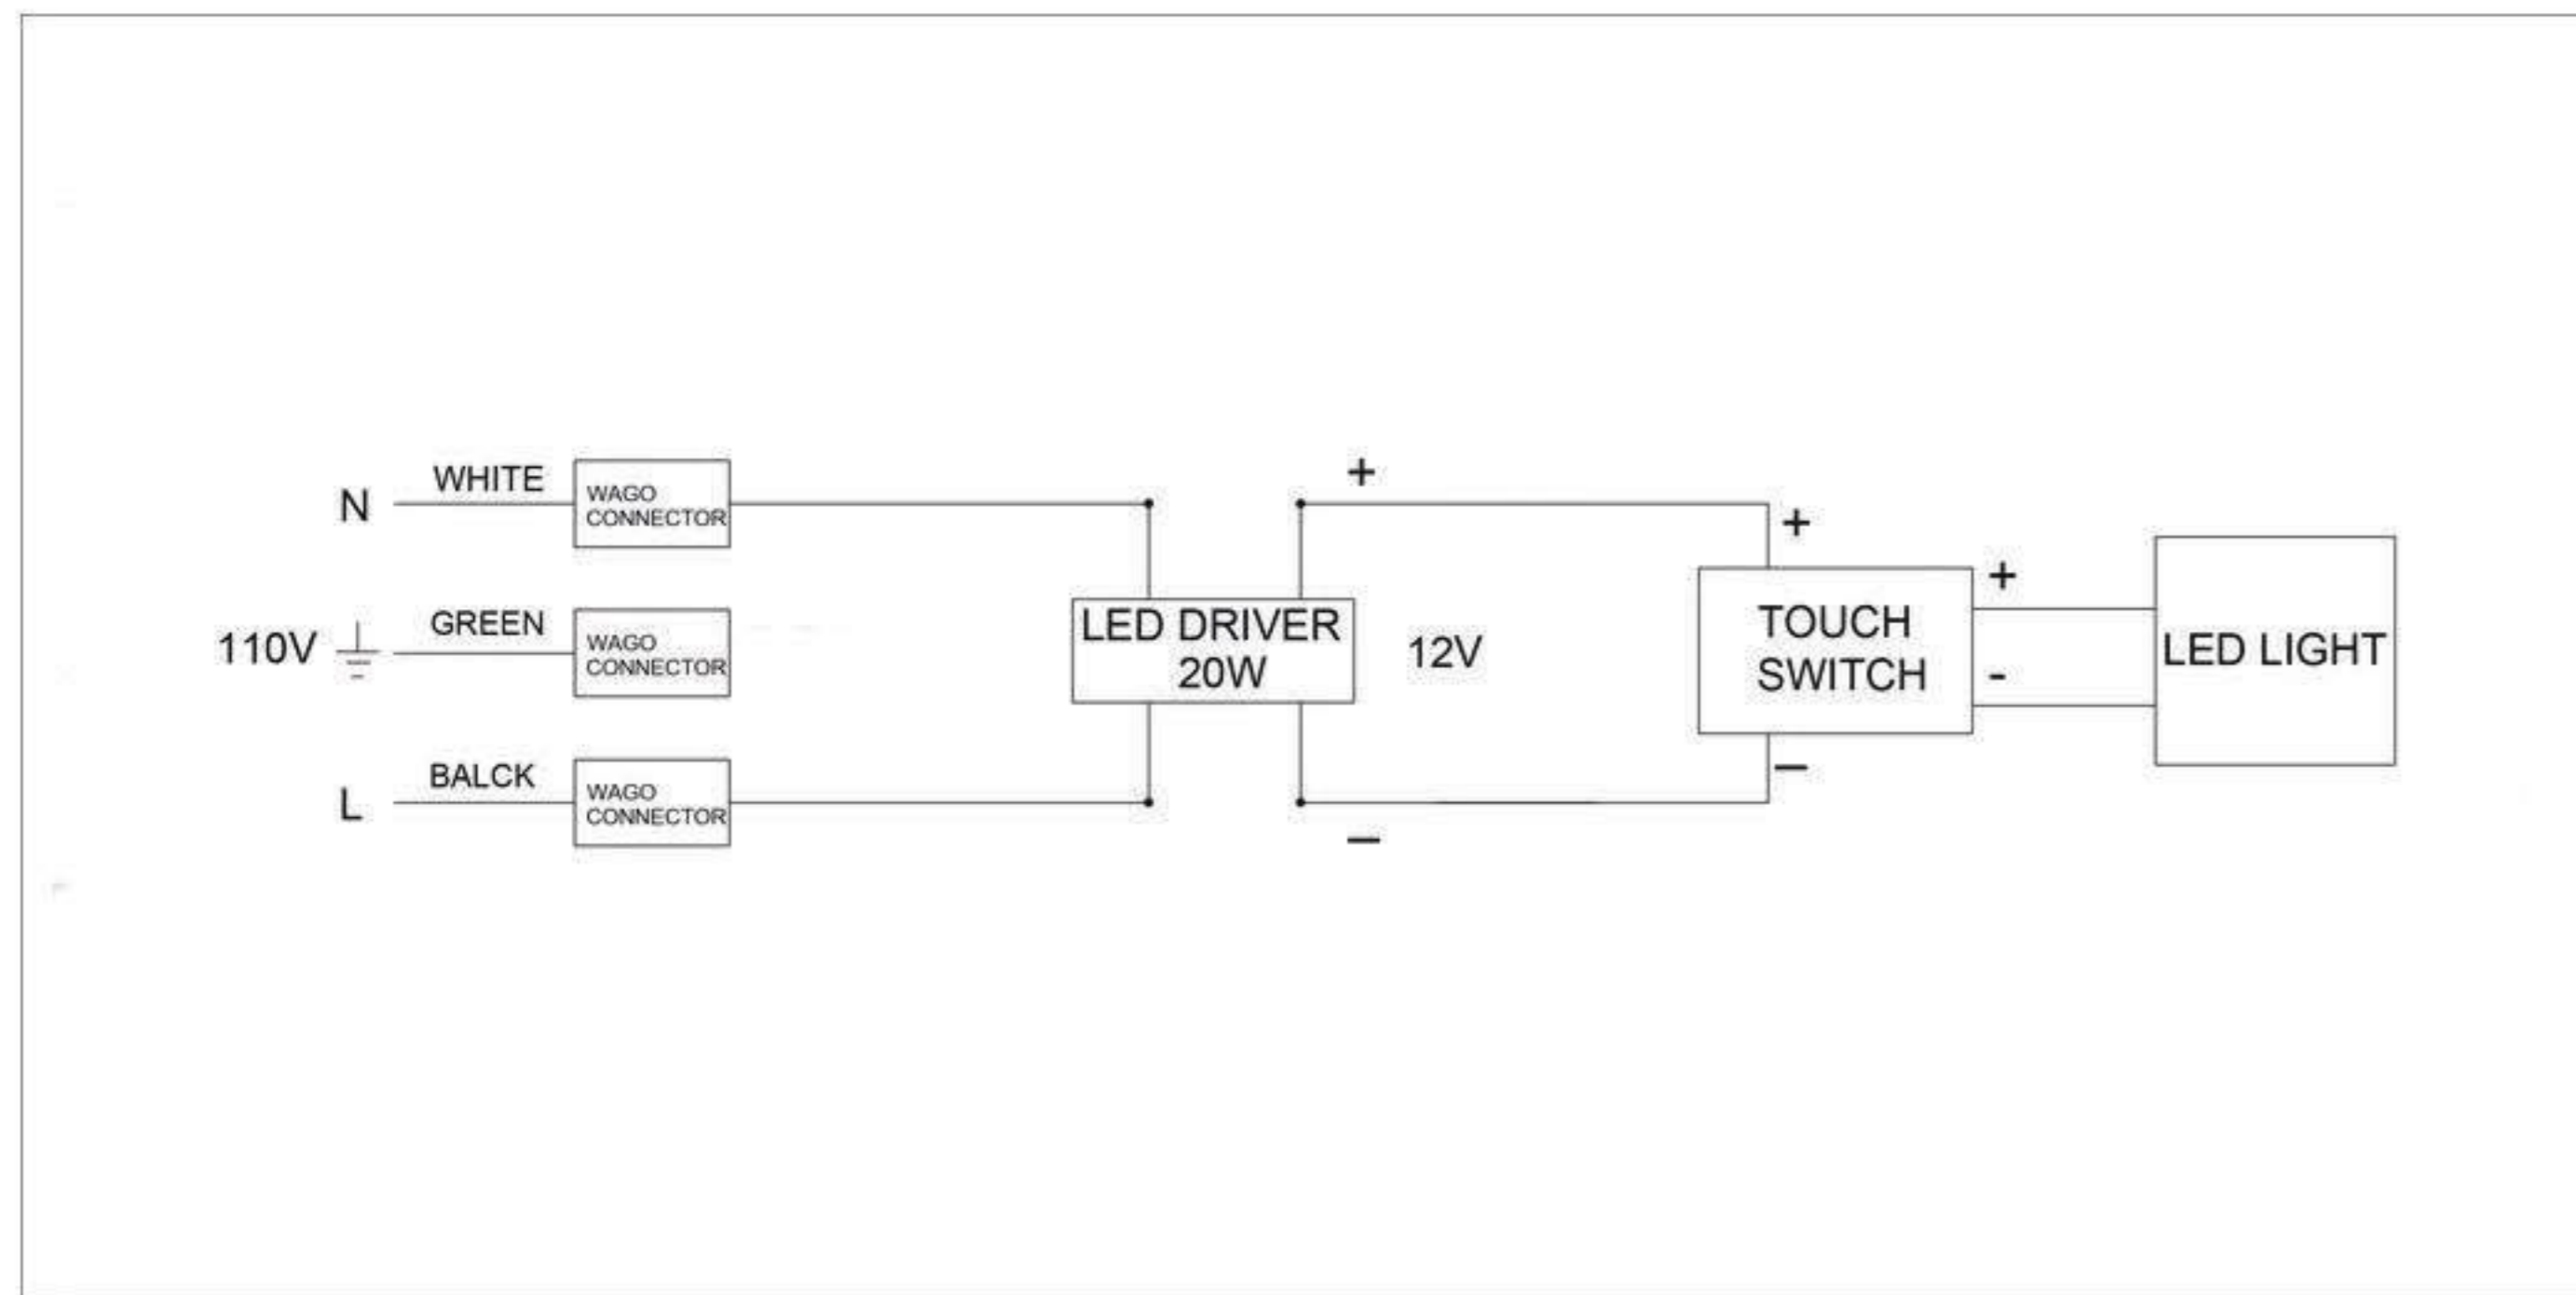 N
WHITE
WAGO
CONNECTOR
110V
GREEN
WAGO
CONNECTOR
L
BALCK
WAGO
CONNECTOR
LED DRIVER
20W
+
12V
−
+
TOUCH
SWITCH
−
+
-
LED LIGHT